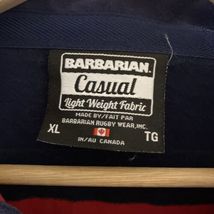 BARBARIAN.
Casual
Light Weight Fabric
MADE BY/FAIT PAR
BARBARIAN RUGBY WEAR, INC.
XL TG
IN/AU CANADA